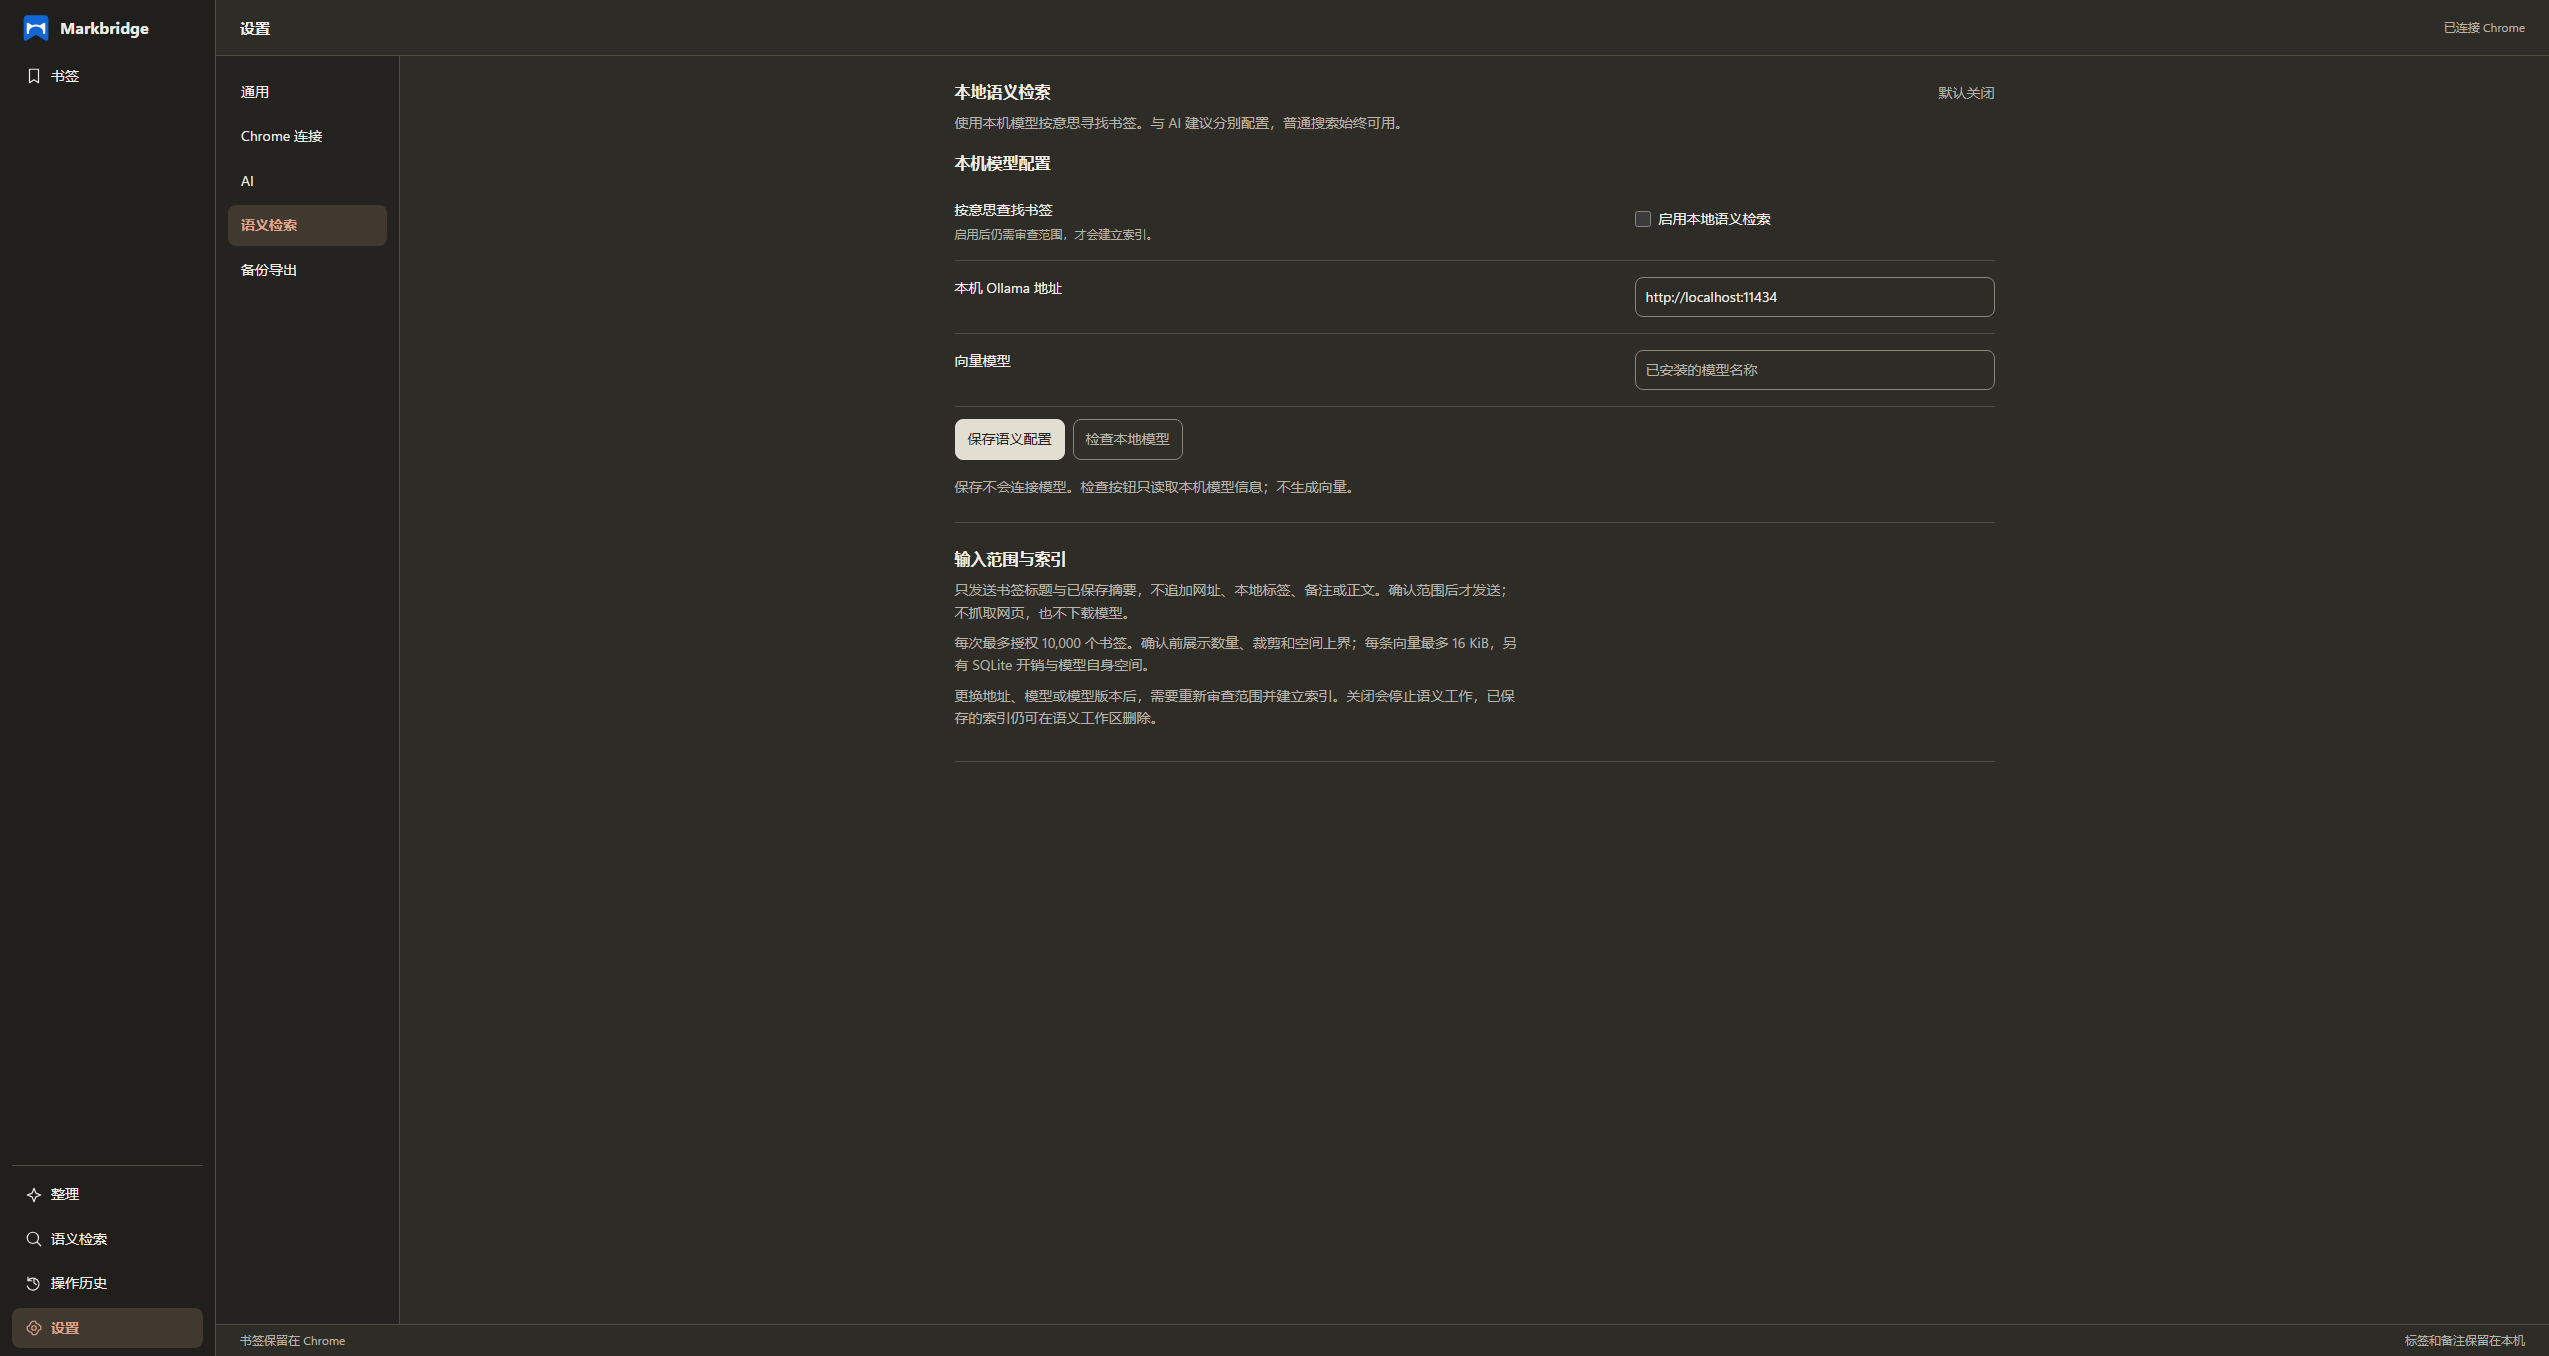 Markbridge
书签
整理
语义检索
操作历史
设置
设置
已连接 Chrome
通用
Chrome 连接
AI
语义检索
备份导出
本地语义检索
默认关闭
使用本机模型按意思寻找书签。与 AI 建议分别配置，普通搜索始终可用。
本机模型配置
按意思查找书签
启用后仍需审查范围，才会建立索引。
启用本地语义检索
本机 Ollama 地址
http://localhost:11434
向量模型
已安装的模型名称
保存语义配置
检查本地模型
保存不会连接模型。检查按钮只读取本机模型信息；不生成向量。
输入范围与索引
只发送书签标题与已保存摘要，不追加网址、本地标签、备注或正文。确认范围后才发送；
不抓取网页，也不下载模型。
每次最多授权 10,000 个书签。确认前展示数量、裁剪和空间上界；每条向量最多 16 KiB，另
有 SQLite 开销与模型自身空间。
更换地址、模型或模型版本后，需要重新审查范围并建立索引。关闭会停止语义工作，已保
存的索引仍可在语义工作区删除。
书签保留在 Chrome
标签和备注保留在本机